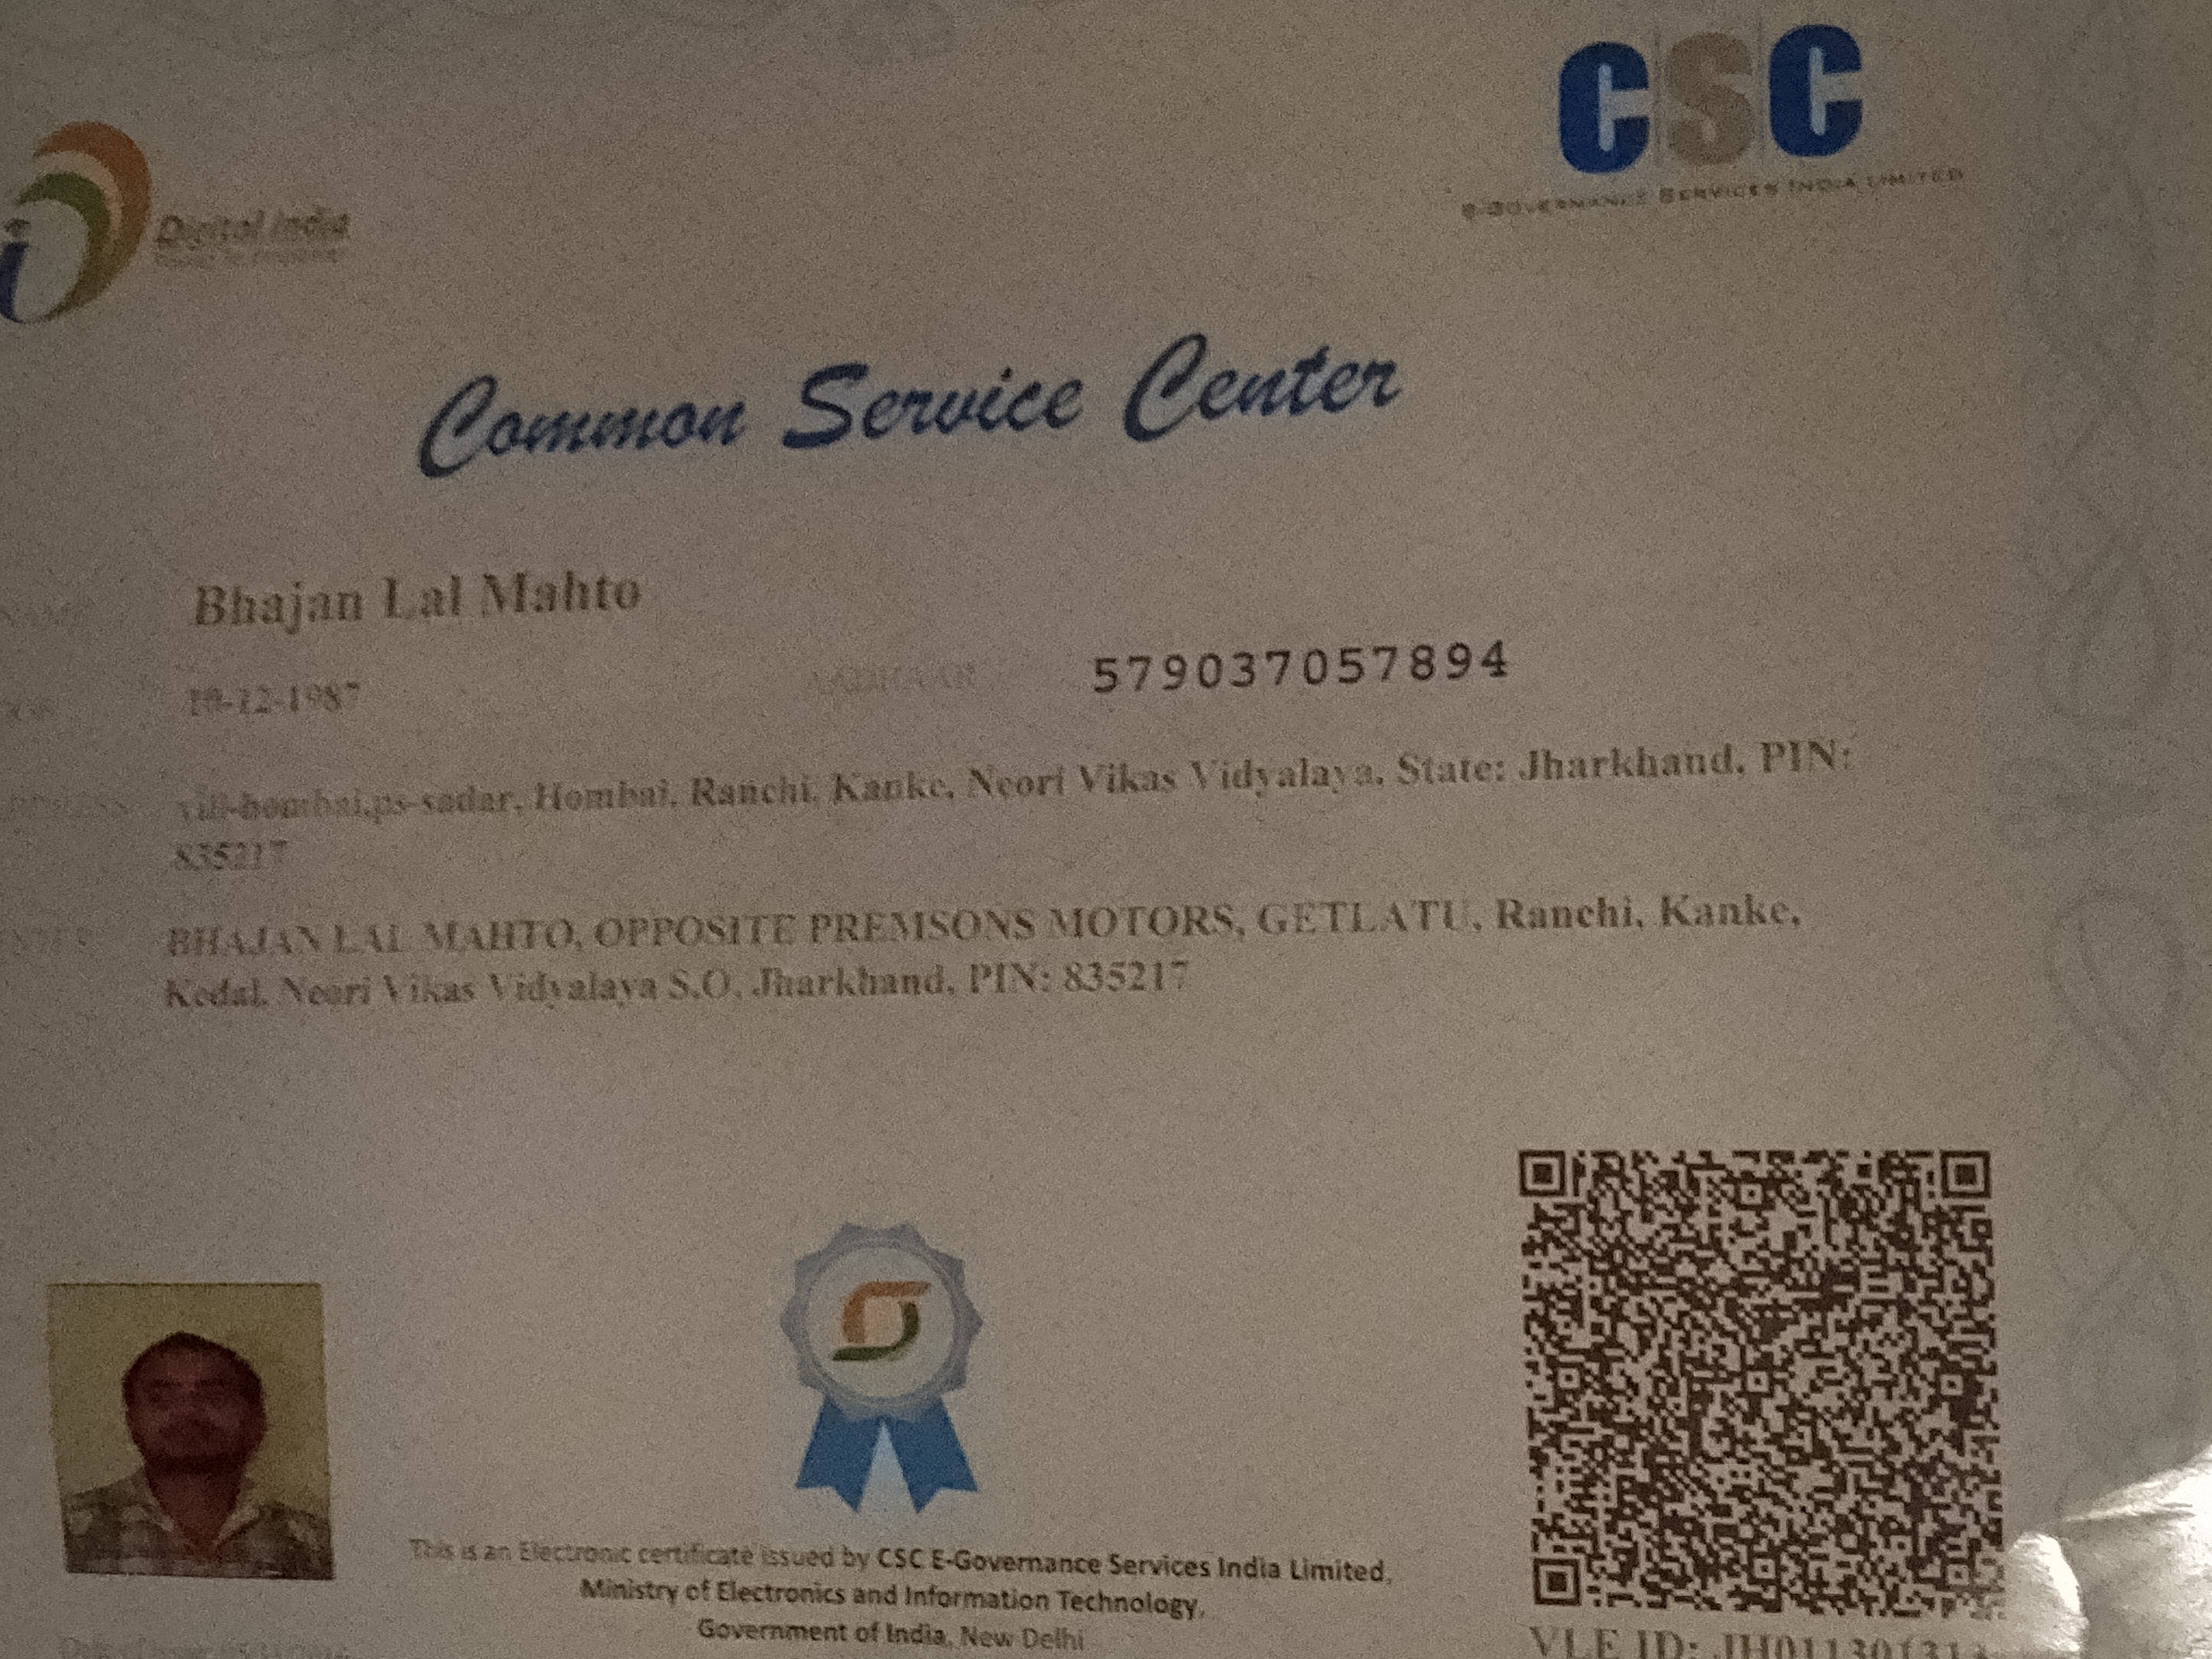 CSC
E-GOVERNANCE SERVICES INDIA LIMITED
Digital India
Common Service Center
Bhajan Lal Mahto
579037057894
10-12-1987
vill-hombai,ps-sadar, Hombai, Ranchi, Kanke, Neori Vikas Vidyalaya, State: Jharkhand, PIN:
835217
BHAJAN LAL MAHTO, OPPOSITE PREMSONS MOTORS, GETLATU, Ranchi, Kanke,
Kedal, Neori Vikas Vidyalaya S.O, Jharkhand, PIN: 835217
This is an Electronic certificate issued by CSC E-Governance Services India Limited,
Ministry of Electronics and Information Technology,
Government of India, New Delhi
VLE ID: